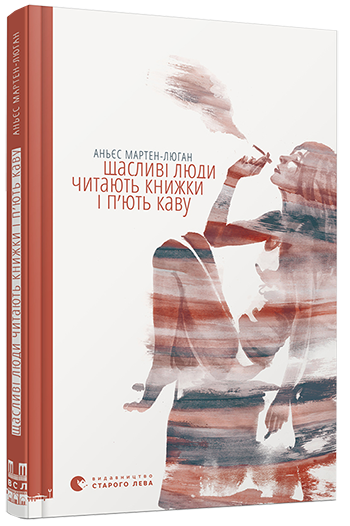 АНЬЄС МАРТЕН-ЛЮГАН
ЩАСЛИВІ ЛЮДИ
ЧИТАЮТЬ КНИЖКИ
І П’ЮТЬ КАВУ
ВИДАВНИЦТВО
СТАРОГО ЛЕВА
АНЬЄС МАРТЕН-ЛЮГАН
ЩАСЛИВІ ЛЮДИ ЧИТАЮТЬ КНИЖКИ І П’ЮТЬ КАВУ
ВСЛ